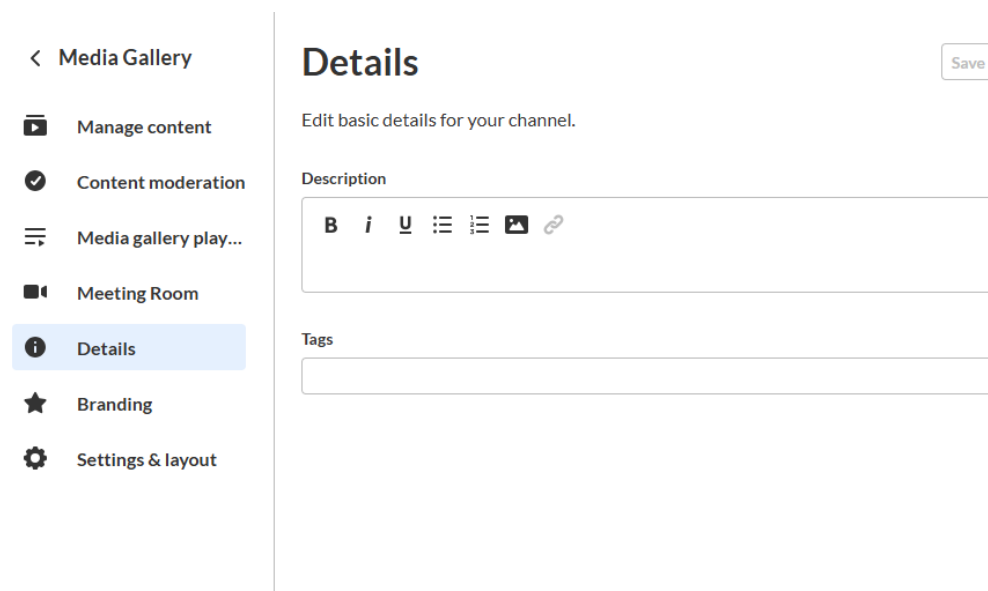 Media Gallery
Manage content
Content moderation
Media gallery play...
Meeting Room
Details
Branding
Settings & layout
Details
Save
Edit basic details for your channel.
Description
B i U
Tags